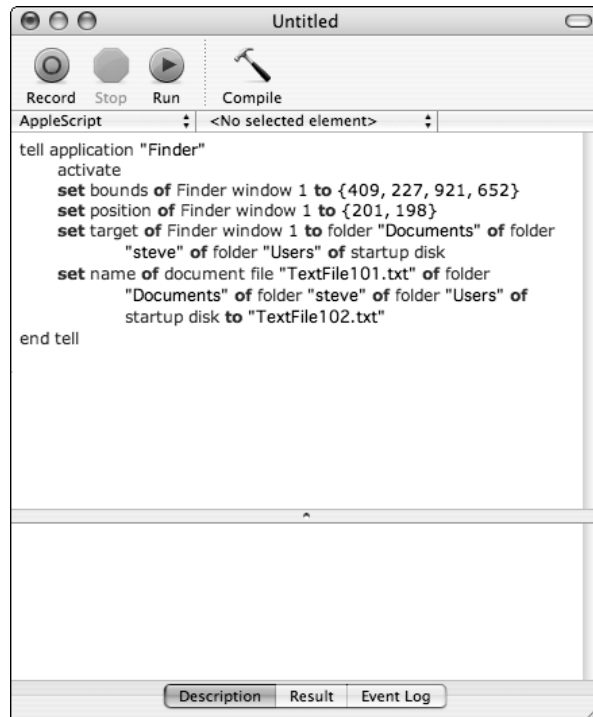 Untitled
Record Stop Run Compile
AppleScript <No selected element>
tell application "Finder"
activate
set bounds of Finder window 1 to {409, 227, 921, 652}
set position of Finder window 1 to {201, 198}
set target of Finder window 1 to folder "Documents" of folder
"steve" of folder "Users" of startup disk
set name of document file "TextFile101.txt" of folder
"Documents" of folder "steve" of folder "Users" of
startup disk to "TextFile102.txt"
end tell
Description Result Event Log